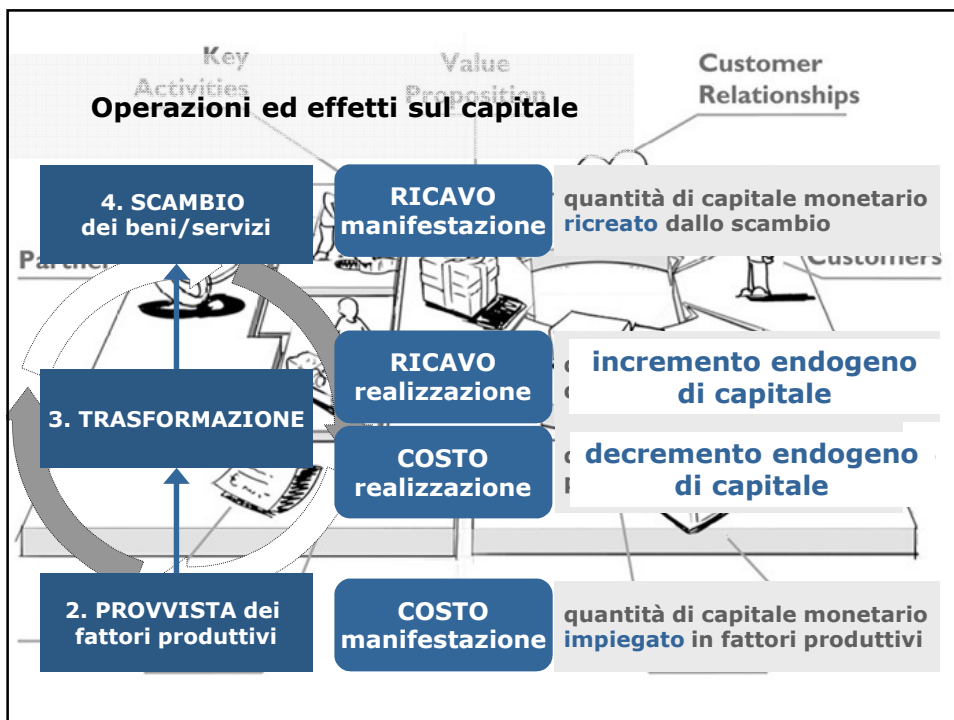 Key
Activities
Value
Proposition
Customer
Relationships
Operazioni ed effetti sul capitale
4. SCAMBIO
dei beni/servizi
RICAVO
manifestazione
quantità di capitale monetario
ricreato dallo scambio
Partner
Customers
3. TRASFORMAZIONE
RICAVO
realizzazione
incremento endogeno
di capitale
COSTO
realizzazione
decremento endogeno
di capitale
2. PROVVISTA dei
fattori produttivi
COSTO
manifestazione
quantità di capitale monetario
impiegato in fattori produttivi